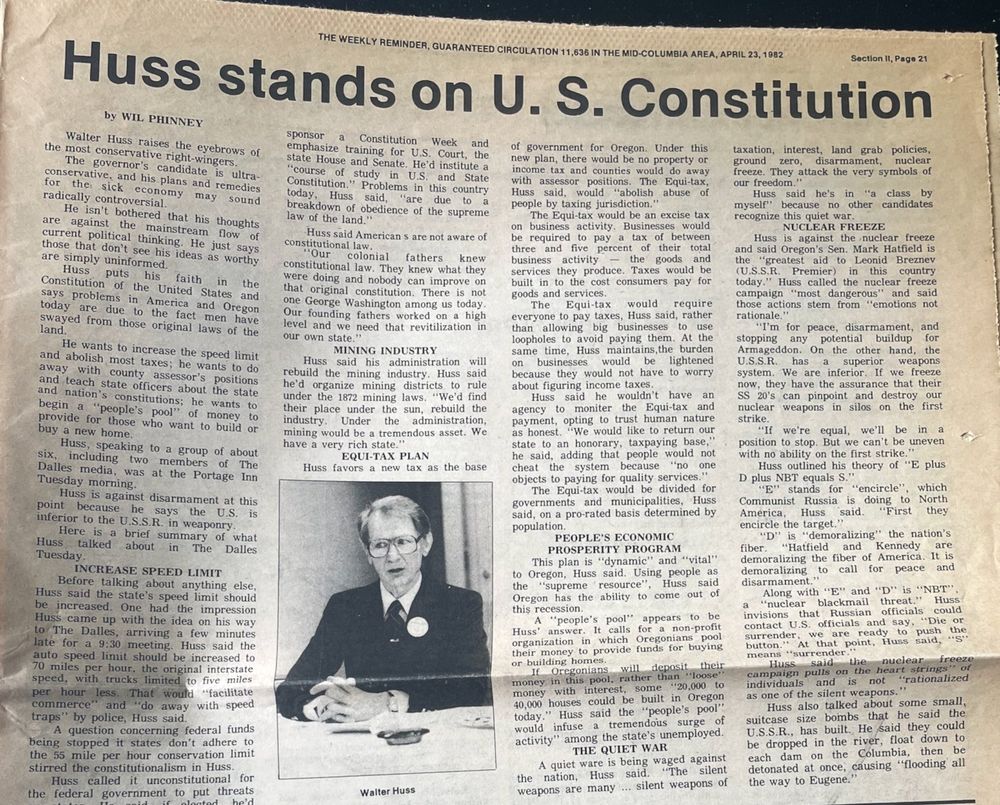 THE WEEKLY REMINDER, GUARANTEED CIRCULATION 11,636 IN THE MID-COLUMBIA AREA, APRIL 23, 1982
Section II, Page 21
Huss stands on U. S. Constitution
by WIL PHINNEY
Walter Huss raises the eyebrows of
the most conservative right-wingers.
The governor's candidate is ultra-
conservative, and his plans and remedies
for the sick economy may sound
radically controversial.
He isn't bothered that his thoughts
are against the mainstream flow of
current political thinking. He just says
those that don't see his ideas as worthy
are simply uninformed.
Huss puts his faith in the
Constitution of the United States and
says problems in America and Oregon
today are due to the fact men have
swayed from those original laws of the
land.
He wants to increase the speed limit
and abolish most taxes; he wants to do
away with county assessor's positions
and teach state officers about the state
and nation's constitutions; he wants to
begin a "people's pool" of money to
provide for those who want to build or
buy a new home.
Huss, speaking to a group of about
six, including two members of The
Dalles media, was at the Portage Inn
Tuesday morning.
Huss is against disarmament at this
point because he says the U.S. is
inferior to the U.S.S.R. in weaponry.
Here is a brief summary of what
Huss talked about in The Dalles
Tuesday.
INCREASE SPEED LIMIT
Before talking about anything else,
Huss said the state's speed limit should
be increased. One had the impression
Huss came up with the idea on his way
to The Dalles, arriving a few minutes
late for a 9:30 meeting. Huss said the
auto speed limit should be increased to
70 miles per hour, the original interstate
speed, with trucks limited to five miles
per hour less. That would "facilitate
commerce" and "do away with speed
traps" by police, Huss said.
A question concerning federal funds
being stopped it states don't adhere to
the 55 mile per hour conservation limit
stirred the constitutionalism in Huss.
Huss called it unconstitutional for
the federal government to put threats
He said, if elected, he'd
sponsor a Constitution Week and
emphasize training for U.S. Court, the
state House and Senate. He'd institute a
"course of study in U.S. and State
Constitution." Problems in this country
today, Huss said, "are due to a
breakdown of obedience of the supreme
law of the land."
Huss said American s are not aware of
constitutional law.
"Our colonial fathers knew
constitutional law. They knew what they
were doing and nobody can improve on
that original constitution. There is not
one George Washington among us today.
Our founding fathers worked on a high
level and we need that revitilization in
our own state."
MINING INDUSTRY
Huss said his administration will
rebuild the mining industry. Huss said
he'd organize mining districts to rule
under the 1872 mining laws. "We'd find
their place under the sun, rebuild the
industry. Under the administration,
mining would be a tremendous asset. We
have a very rich state."
EQUI-TAX PLAN
Huss favors a new tax as the base
Walter Huss
of government for Oregon. Under this
new plan, there would be no property or
income tax and counties would do away
with assessor positions. The Equi-tax,
Huss said, would "abolish abuse of
people by taxing jurisdiction."
The Equi-tax would be an excise tax
on business activity. Businesses would
be required to pay a tax of between
three and five percent of their total
business activity — the goods and
services they produce. Taxes would be
built in to the cost consumers pay for
goods and services.
The Equi-tax would require
everyone to pay taxes, Huss said, rather
than allowing big businesses to use
loopholes to avoid paying them. At the
same time, Huss maintains,the burden
on businesses would be lightened
because they would not have to worry
about figuring income taxes.
Huss said he wouldn't have an
agency to moniter the Equi-tax and
payment, opting to trust human nature
as honest. "We would like to return our
state to an honorary, taxpaying base,"
he said, adding that people would not
cheat the system because "no one
objects to paying for quality services."
The Equi-tax would be divided for
governments and municipalities, Huss
said, on a pro-rated basis determined by
population.
PEOPLE'S ECONOMIC
PROSPERITY PROGRAM
This plan is "dynamic" and "vital"
to Oregon, Huss said. Using people as
the "supreme resource", Huss said
Oregon has the ability to come out of
this recession.
A "people's pool" appears to be
Huss' answer. It calls for a non-profit
organization in which Oregonians pool
their money to provide funds for buying
or building homes.
If Oregonians will deposit their
money in this pool, rather than "loose"
money with interest, some "20,000 to
40,000 houses could be built in Oregon
today." Huss said the "people's pool"
would infuse a tremendous surge of
activity" among the state's unemployed.
THE QUIET WAR
A quiet ware is being waged against
the nation, Huss said. "The silent
weapons are many ... silent weapons of
taxation, interest, land grab policies,
ground zero, disarmament, nuclear
freeze. They attack the very symbols of
our freedom."
Huss said he's in "a class by
myself" because no other candidates
recognize this quiet war.
NUCLEAR FREEZE
Huss is against the nuclear freeze
and said Oregon's Sen. Mark Hatfield is
the "greatest aid to Leonid Breznev
(U.S.S.R. Premier) in this country
today." Huss called the nuclear freeze
campaign "most dangerous" and said
those actions stem from "emotions not
rationale."
"I'm for peace, disarmament, and
stopping any potential buildup for
Armageddon. On the other hand, the
U.S.S.R. has a superior weapons
system. We are inferior. If we freeze
now, they have the assurance that their
SS 20's can pinpoint and destroy our
nuclear weapons in silos on the first
strike.
"If we're equal, we'll be in a
position to stop. But we can't be uneven
with no ability on the first strike."
Huss outlined his theory of "E plus
D plus NBT equals S."
"E" stands for "encircle", which
Communist Russia is doing to North
America, Huss said. "First they
encircle the target."
"D" is "demoralizing" the nation's
fiber. "Hatfield and Kennedy are
demoralizing the fiber of America. It is
demoralizing to call for peace and
disarmament."
Along with "E" and "D" is "NBT",
a "nuclear blackmail threat." Huss
invisions that Russian officials could
contact U.S. officials and say, "Die or
surrender, we are ready to push the
button." At that point, Huss said, "S"
means "surrender."
Huss said the nuclear freeze
campaign pulls on the heart strings" of
individuals and is not "rationalized
as one of the silent weapons."
Huss also talked about some small,
suitcase size bombs that he said the
U.S.S.R., has built. He said they could
be dropped in the river, float down to
each dam on the Columbia, then be
detonated at once, causing "flooding all
the way to Eugene."